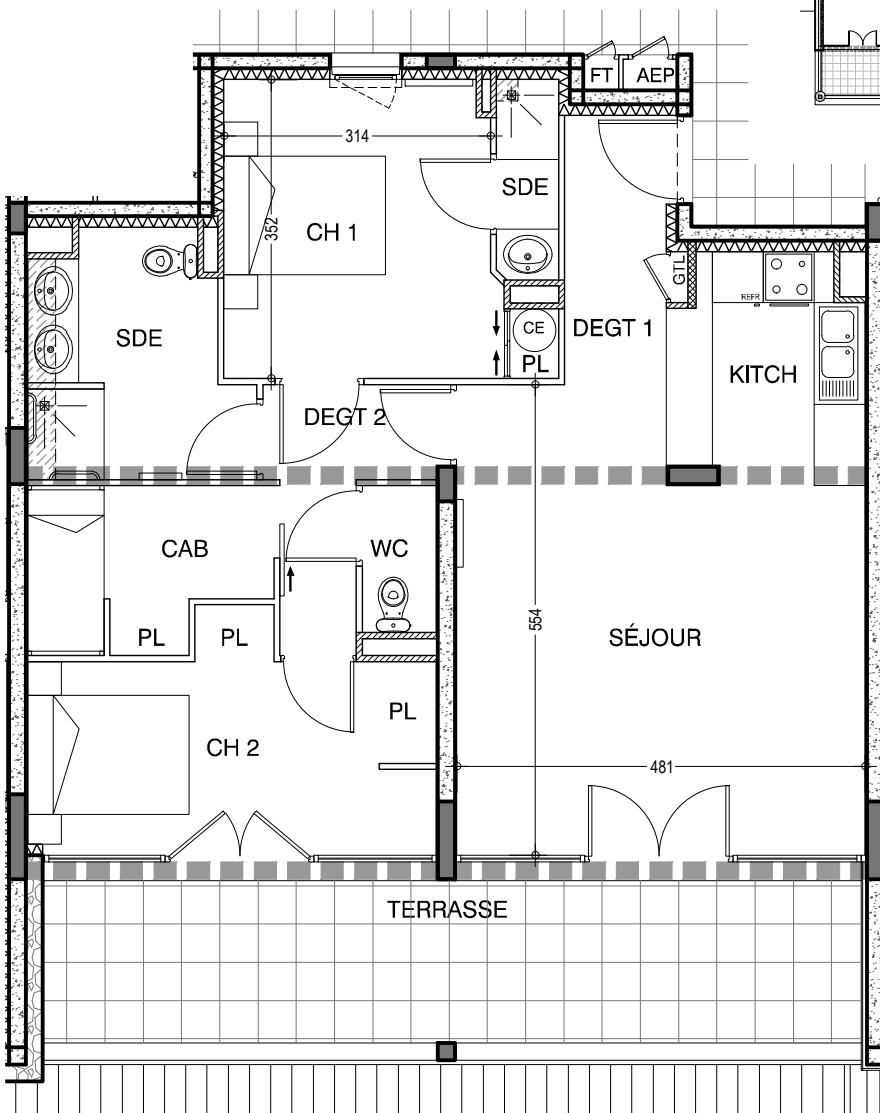 FT
AEP
314
SDE
352
CH 1
GTL
REFR
SDE
CE
DEGT 1
PL
KITCH
DEGT 2
CAB
WC
554
PL
PL
SÉJOUR
PL
CH 2
481
TERRASSE